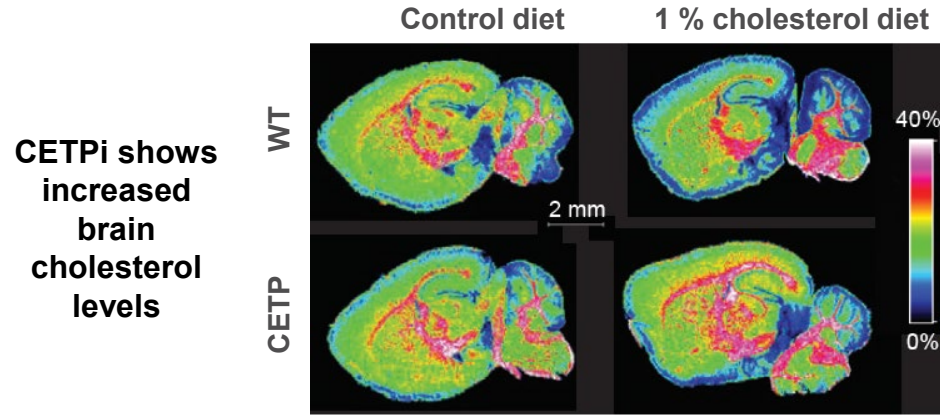 Control diet
1 % cholesterol diet
WT
CETPi shows
increased
brain
cholesterol
levels
40%
2 mm
CETP
0%